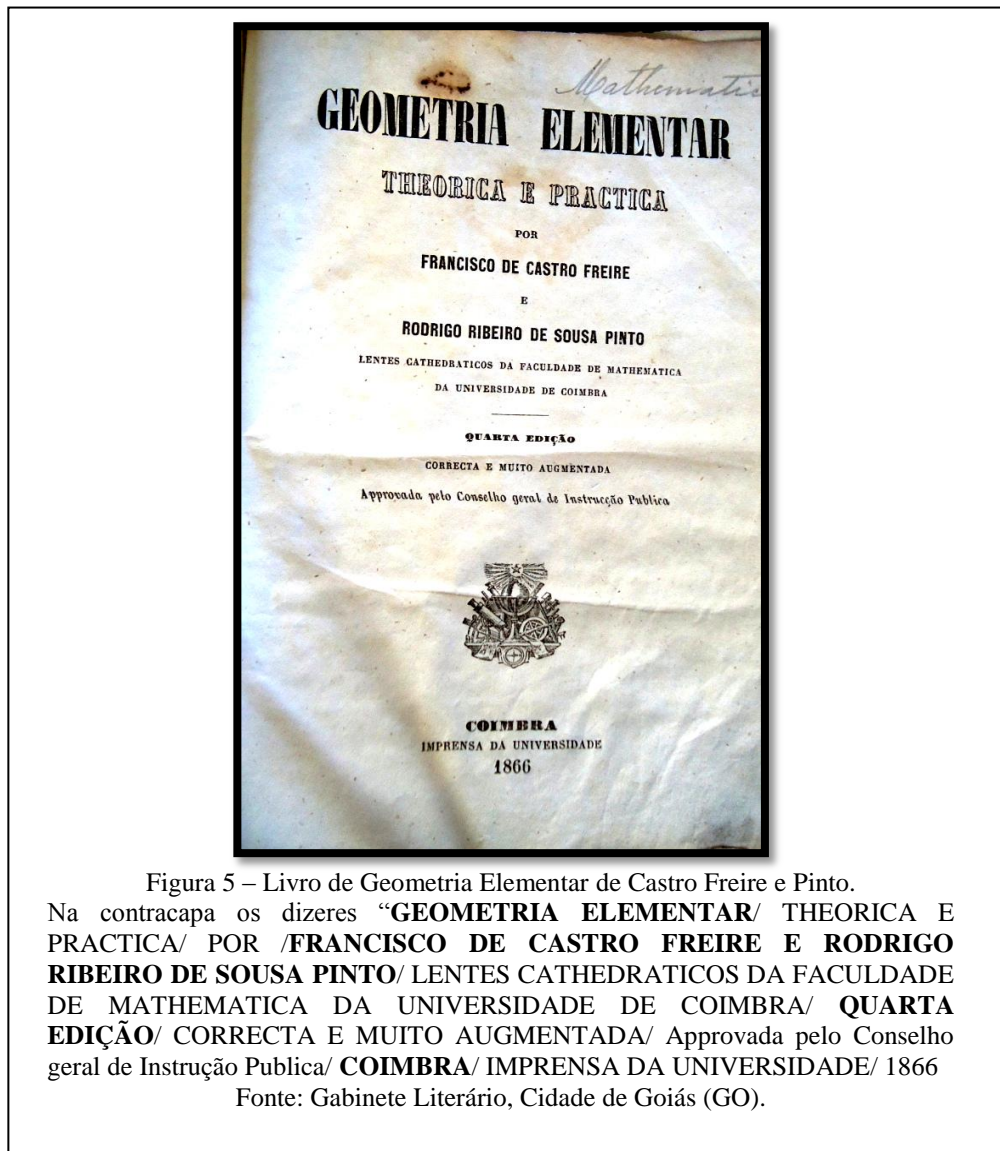 Mathematic
GEOMETRIA ELEMENTAR
THEORICA E PRACTICA
POR
FRANCISCO DE CASTRO FREIRE
E
RODRIGO RIBEIRO DE SOUSA PINTO
LENTES CATHEDRATICOS DA FACULDADE DE MATHEMATICA
DA UNIVERSIDADE DE COIMBRA
QUARTA EDIÇÃO
CORRECTA E MUITO AUGMENTADA
Approvada pelo Conselho geral de Instrucção Publica
COIMBRA
IMPRENSA DA UNIVERSIDADE
1866
Figura 5 – Livro de Geometria Elementar de Castro Freire e Pinto.
Na contracapa os dizeres “GEOMETRIA ELEMENTAR/ THEORICA E
PRACTICA/ POR /FRANCISCO DE CASTRO FREIRE E RODRIGO
RIBEIRO DE SOUSA PINTO/ LENTES CATHEDRATICOS DA FACULDADE
DE MATHEMATICA DA UNIVERSIDADE DE COIMBRA/ QUARTA
EDIÇÃO/ CORRECTA E MUITO AUGMENTADA/ Approvada pelo Conselho
geral de Instrução Publica/ COIMBRA/ IMPRENSA DA UNIVERSIDADE/ 1866
Fonte: Gabinete Literário, Cidade de Goiás (GO).